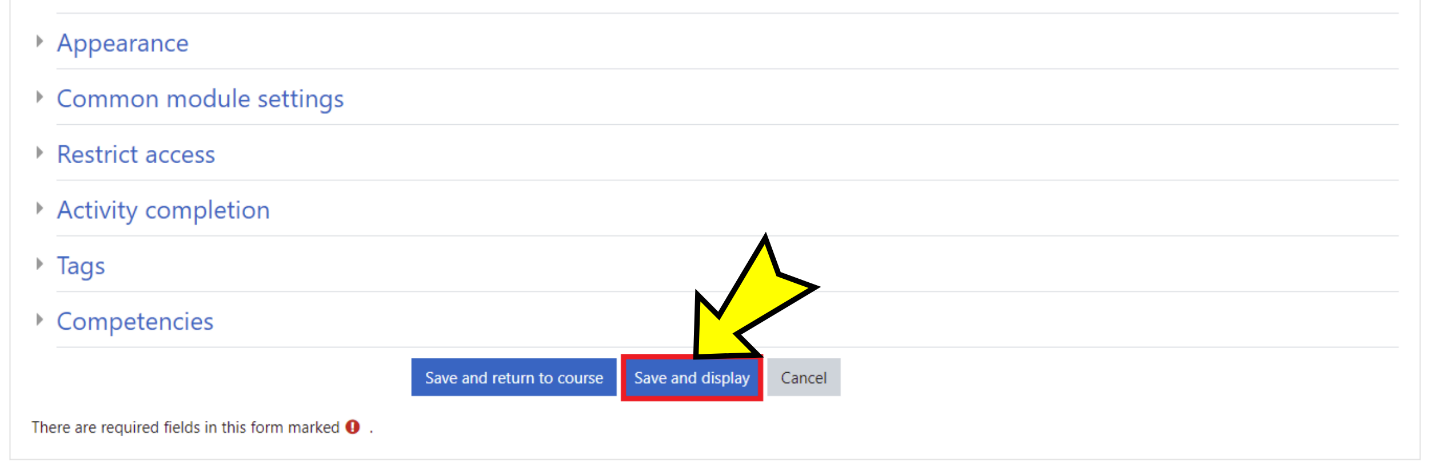 Appearance
Common module settings
Restrict access
Activity completion
Tags
Competencies
Save and return to course Save and display Cancel
There are required fields in this form marked .